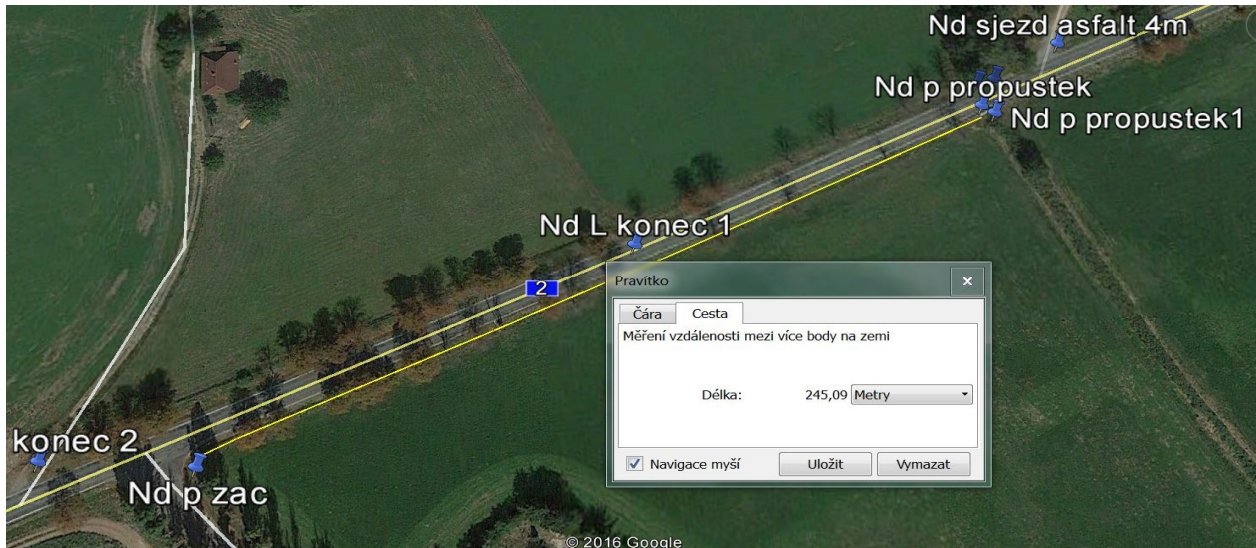 Nd sjezd asfalt 4m
Nd p propustek
Nd p propustek1
Nd L konec 1
2
Pravítko
Čára Cesta
Měření vzdálenosti mezi více body na zemi
Délka: 245,09 Metry
Navigace myší Uložit Vymazat
konec 2
Nd p zac
© 2016 Google